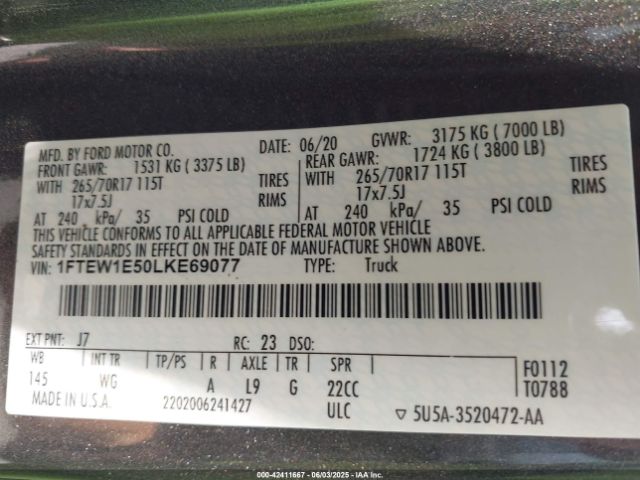 MFD. BY FORD MOTOR CO. DATE: 06/20 GVWR: 3175 KG ( 7000 LB)
FRONT GAWR: 1531 KG ( 3375 LB) REAR GAWR: 1724 KG ( 3800 LB)
WITH 265/70R17 115T TIRES WITH 265/70R17 115T TIRES
17x7.5J RIMS 17x7.5J RIMS
AT 240 kPa/ 35 PSI COLD AT 240 kPa/ 35 PSI COLD
THIS VEHICLE CONFORMS TO ALL APPLICABLE FEDERAL MOTOR VEHICLE
SAFETY STANDARDS IN EFFECT ON THE DATE OF MANUFACTURE SHOWN ABOVE.
VIN: 1FTEW1E50LKE69077 TYPE: Truck
EXT PNT: J7 RC: 23 DSO:
WB INT TR TP/PS R AXLE TR SPR F0112
145 WG A L9 G 22CC T0788
MADE IN U.S.A. 2202006241427 ULC ▽ 5U5A-3520472-AA
000-42411667 - 06/03/2025 - IAAI.COM